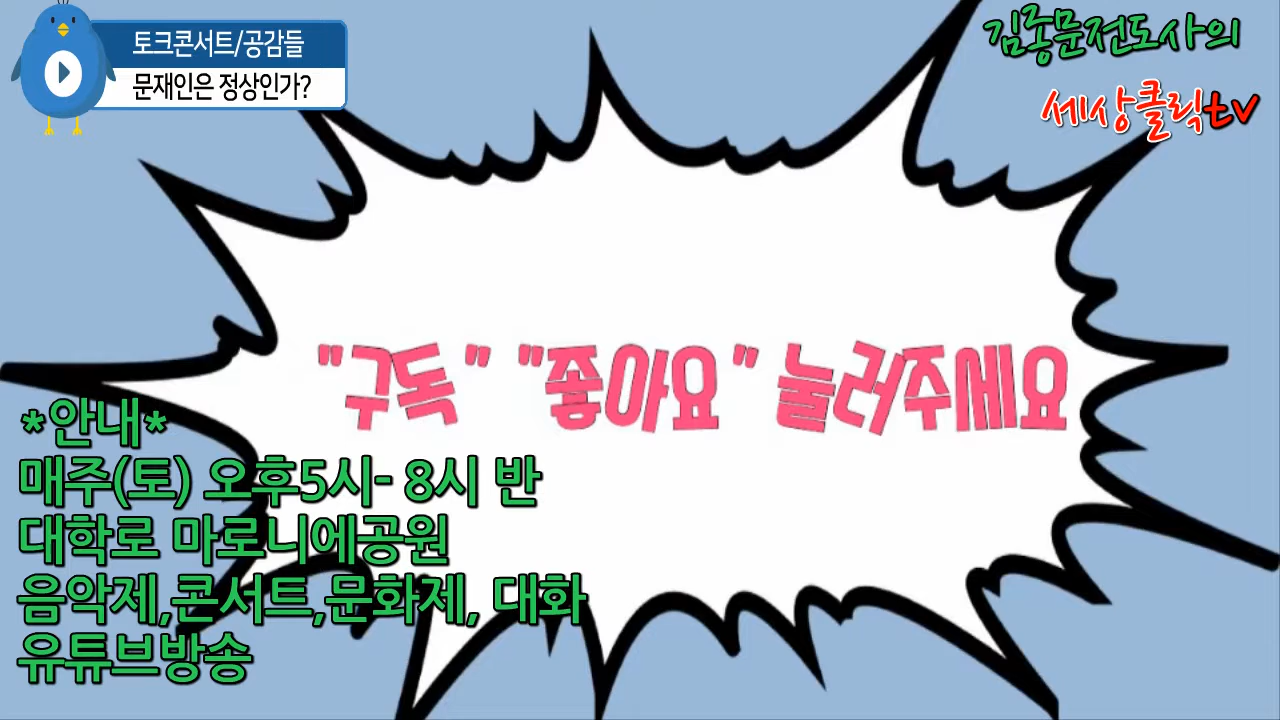 토크콘서트/공감들
문재인은 정상인가?
김종문전도사의
세상클릭tv
"구독" "좋아요" 눌러주세요
*안내*
매주(토) 오후5시- 8시 반
대학로 마로니에공원
음악제,콘서트,문화제, 대화
유튜브방송